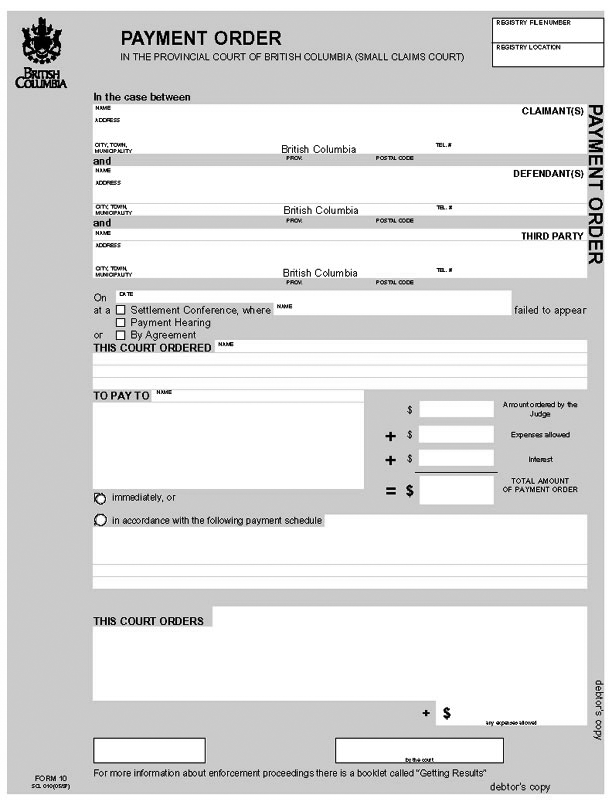 BRITISH
COLUMBIA
PAYMENT ORDER
IN THE PROVINCIAL COURT OF BRITISH COLUMBIA (SMALL CLAIMS COURT)
REGISTRY FILE NUMBER
REGISTRY LOCATION
In the case between
NAME
CLAIMANT(S)
ADDRESS
CITY, TOWN,
MUNICIPALITY
British Columbia
TEL. #
PROV.
POSTAL CODE
and
NAME
DEFENDANT(S)
ADDRESS
CITY, TOWN,
MUNICIPALITY
British Columbia
TEL. #
PROV.
POSTAL CODE
and
NAME
THIRD PARTY
ADDRESS
CITY, TOWN,
MUNICIPALITY
British Columbia
TEL. #
PROV.
POSTAL CODE
PAYMENT ORDER
On DATE
at a Settlement Conference, where NAME failed to appear
Payment Hearing
or By Agreement
THIS COURT ORDERED NAME
TO PAY TO NAME
$ Amount ordered by the
Judge
+ $ Expenses allowed
+ $ Interest
= $ TOTAL AMOUNT
OF PAYMENT ORDER
immediately, or
in accordance with the following payment schedule
THIS COURT ORDERS
+ $
any expenses allowed
debtor's copy
by the court
FORM 10
SCL 010
For more information about enforcement proceedings there is a booklet called "Getting Results"
debtor's copy